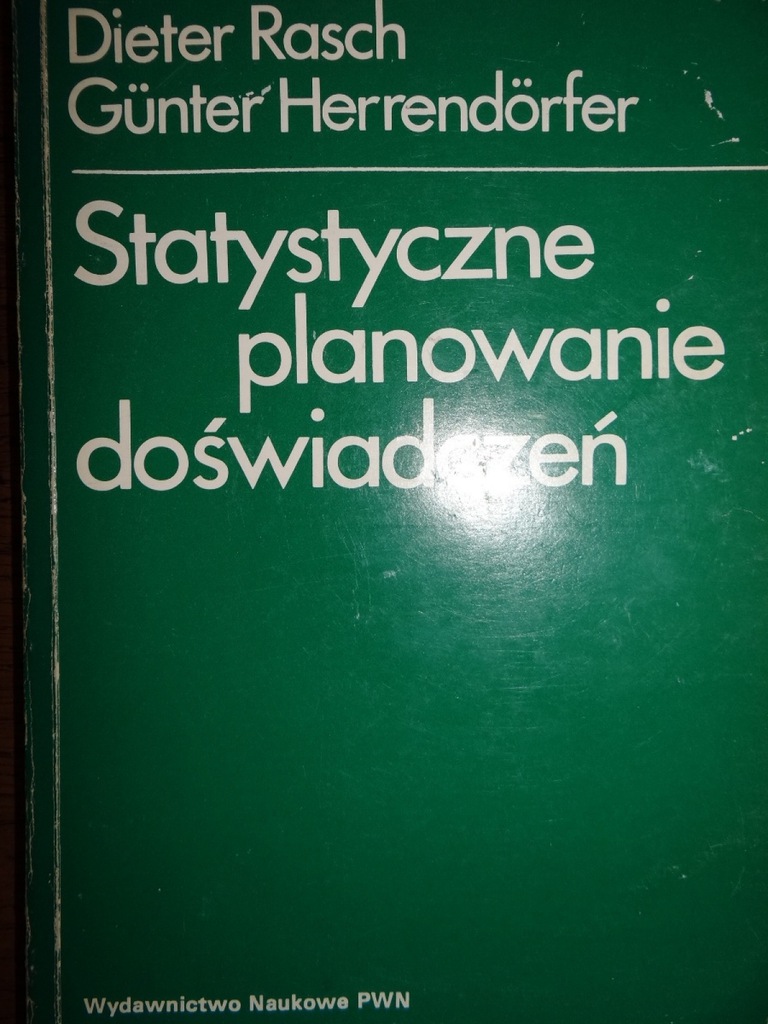 Dieter Rasch
Günter Herrendörfer
Statystyczne
planowanie
doświadczeń
Wydawnictwo Naukowe PWN